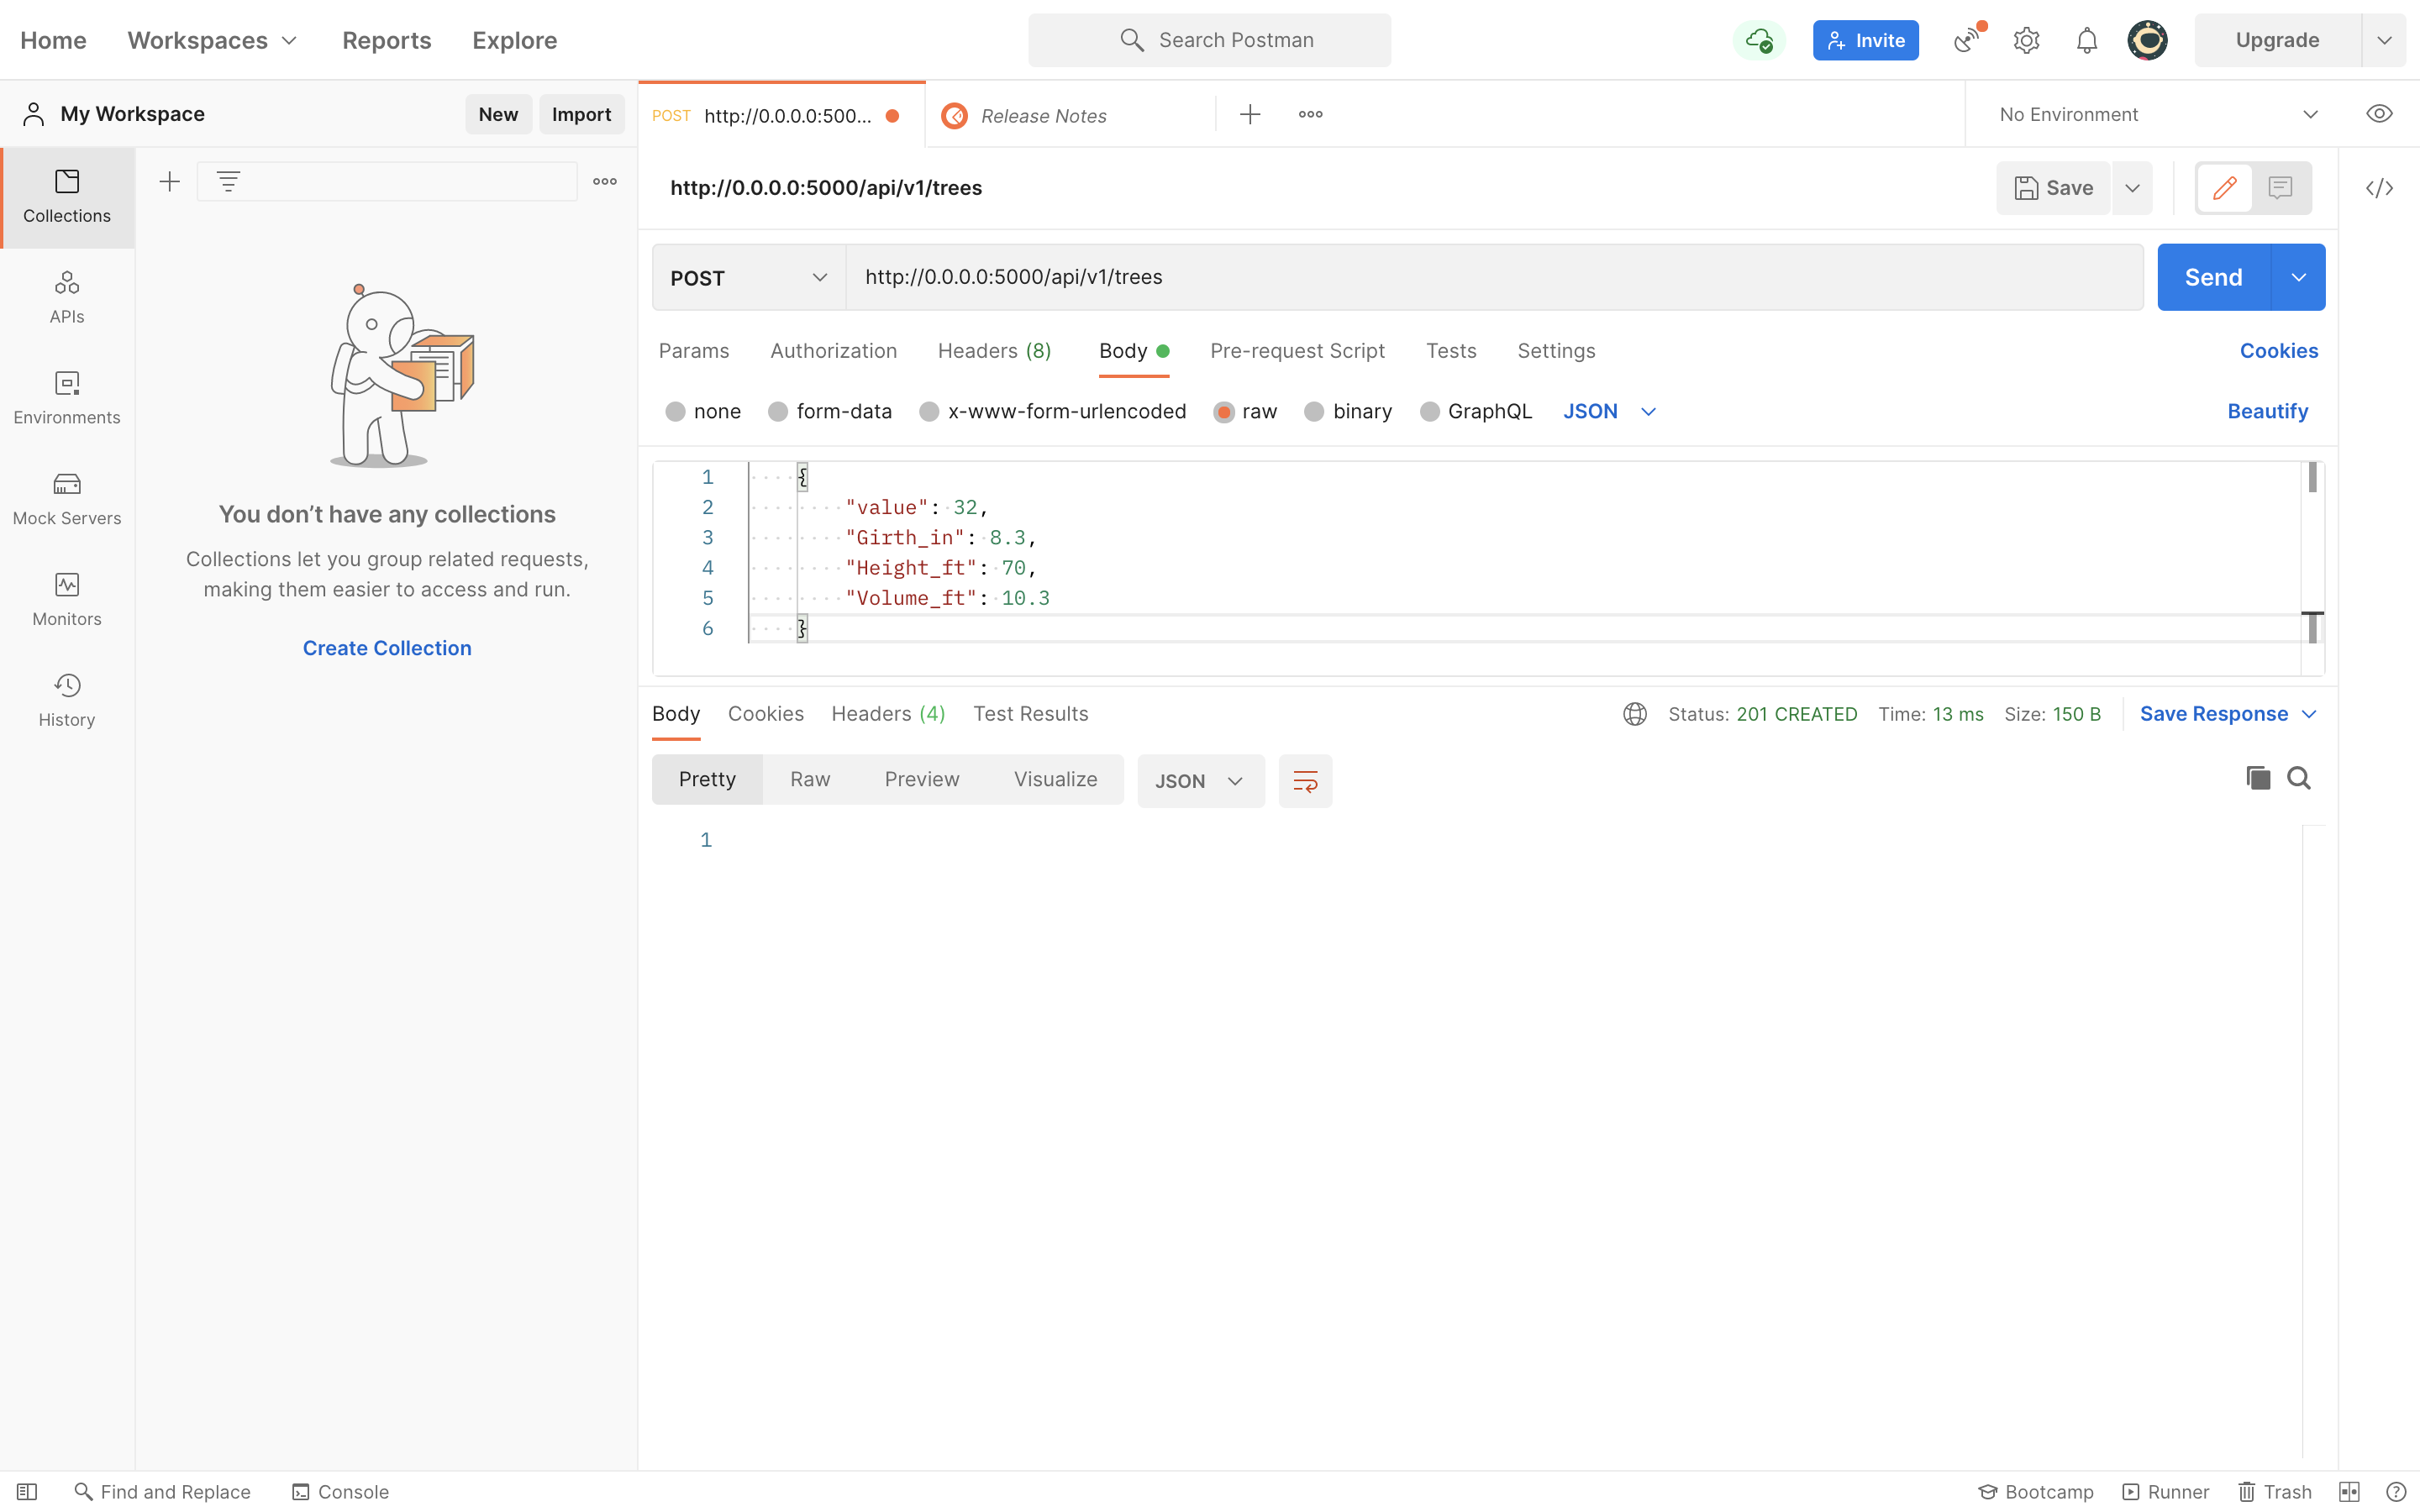 Home Workspaces Reports Explore Search Postman Invite Upgrade
My Workspace New Import POST http://0.0.0.0:500... Release Notes No Environment
Collections
APIs
Environments
Mock Servers
Monitors
History
You don’t have any collections
Collections let you group related requests,
making them easier to access and run.
Create Collection
http://0.0.0.0:5000/api/v1/trees Save
POST http://0.0.0.0:5000/api/v1/trees Send
Params Authorization Headers (8) Body Pre-request Script Tests Settings Cookies
none form-data x-www-form-urlencoded raw binary GraphQL JSON Beautify
1 {
2 "value": 32,
3 "Girth_in": 8.3,
4 "Height_ft": 70,
5 "Volume_ft": 10.3
6 }
Body Cookies Headers (4) Test Results Status: 201 CREATED Time: 13 ms Size: 150 B Save Response
Pretty Raw Preview Visualize JSON
1
Find and Replace Console Bootcamp Runner Trash